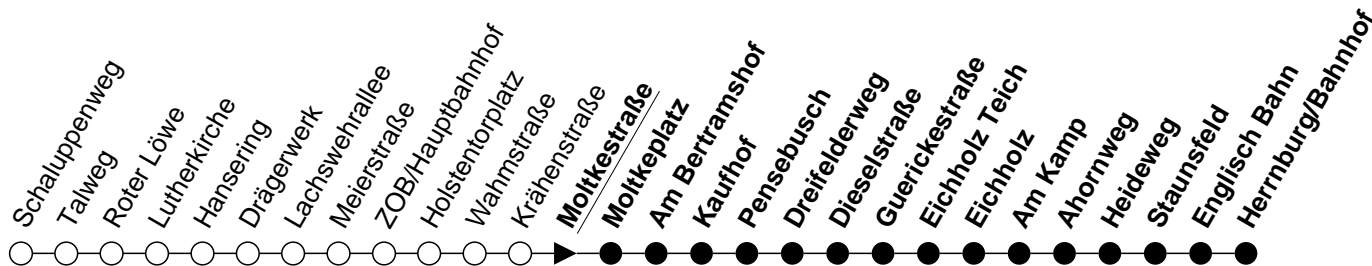 Schaluppenweg
Talweg
Roter Löwe
Lutherkirche
Hansering
Drägerwerk
Lachswehrallee
Meierstraße
ZOB/Hauptbahnhof
Holstentorplatz
Wahmstraße
Krähenstraße
Moltkestraße
Moltkeplatz
Am Bertramshof
Kaufhof
Pensebusch
Dreifelderweg
Dieselstraße
Guerickestraße
Eichholz Teich
Eichholz
Am Kamp
Ahornweg
Heideweg
Staunsfeld
Englisch Bahn
Herrnburg/Bahnhof